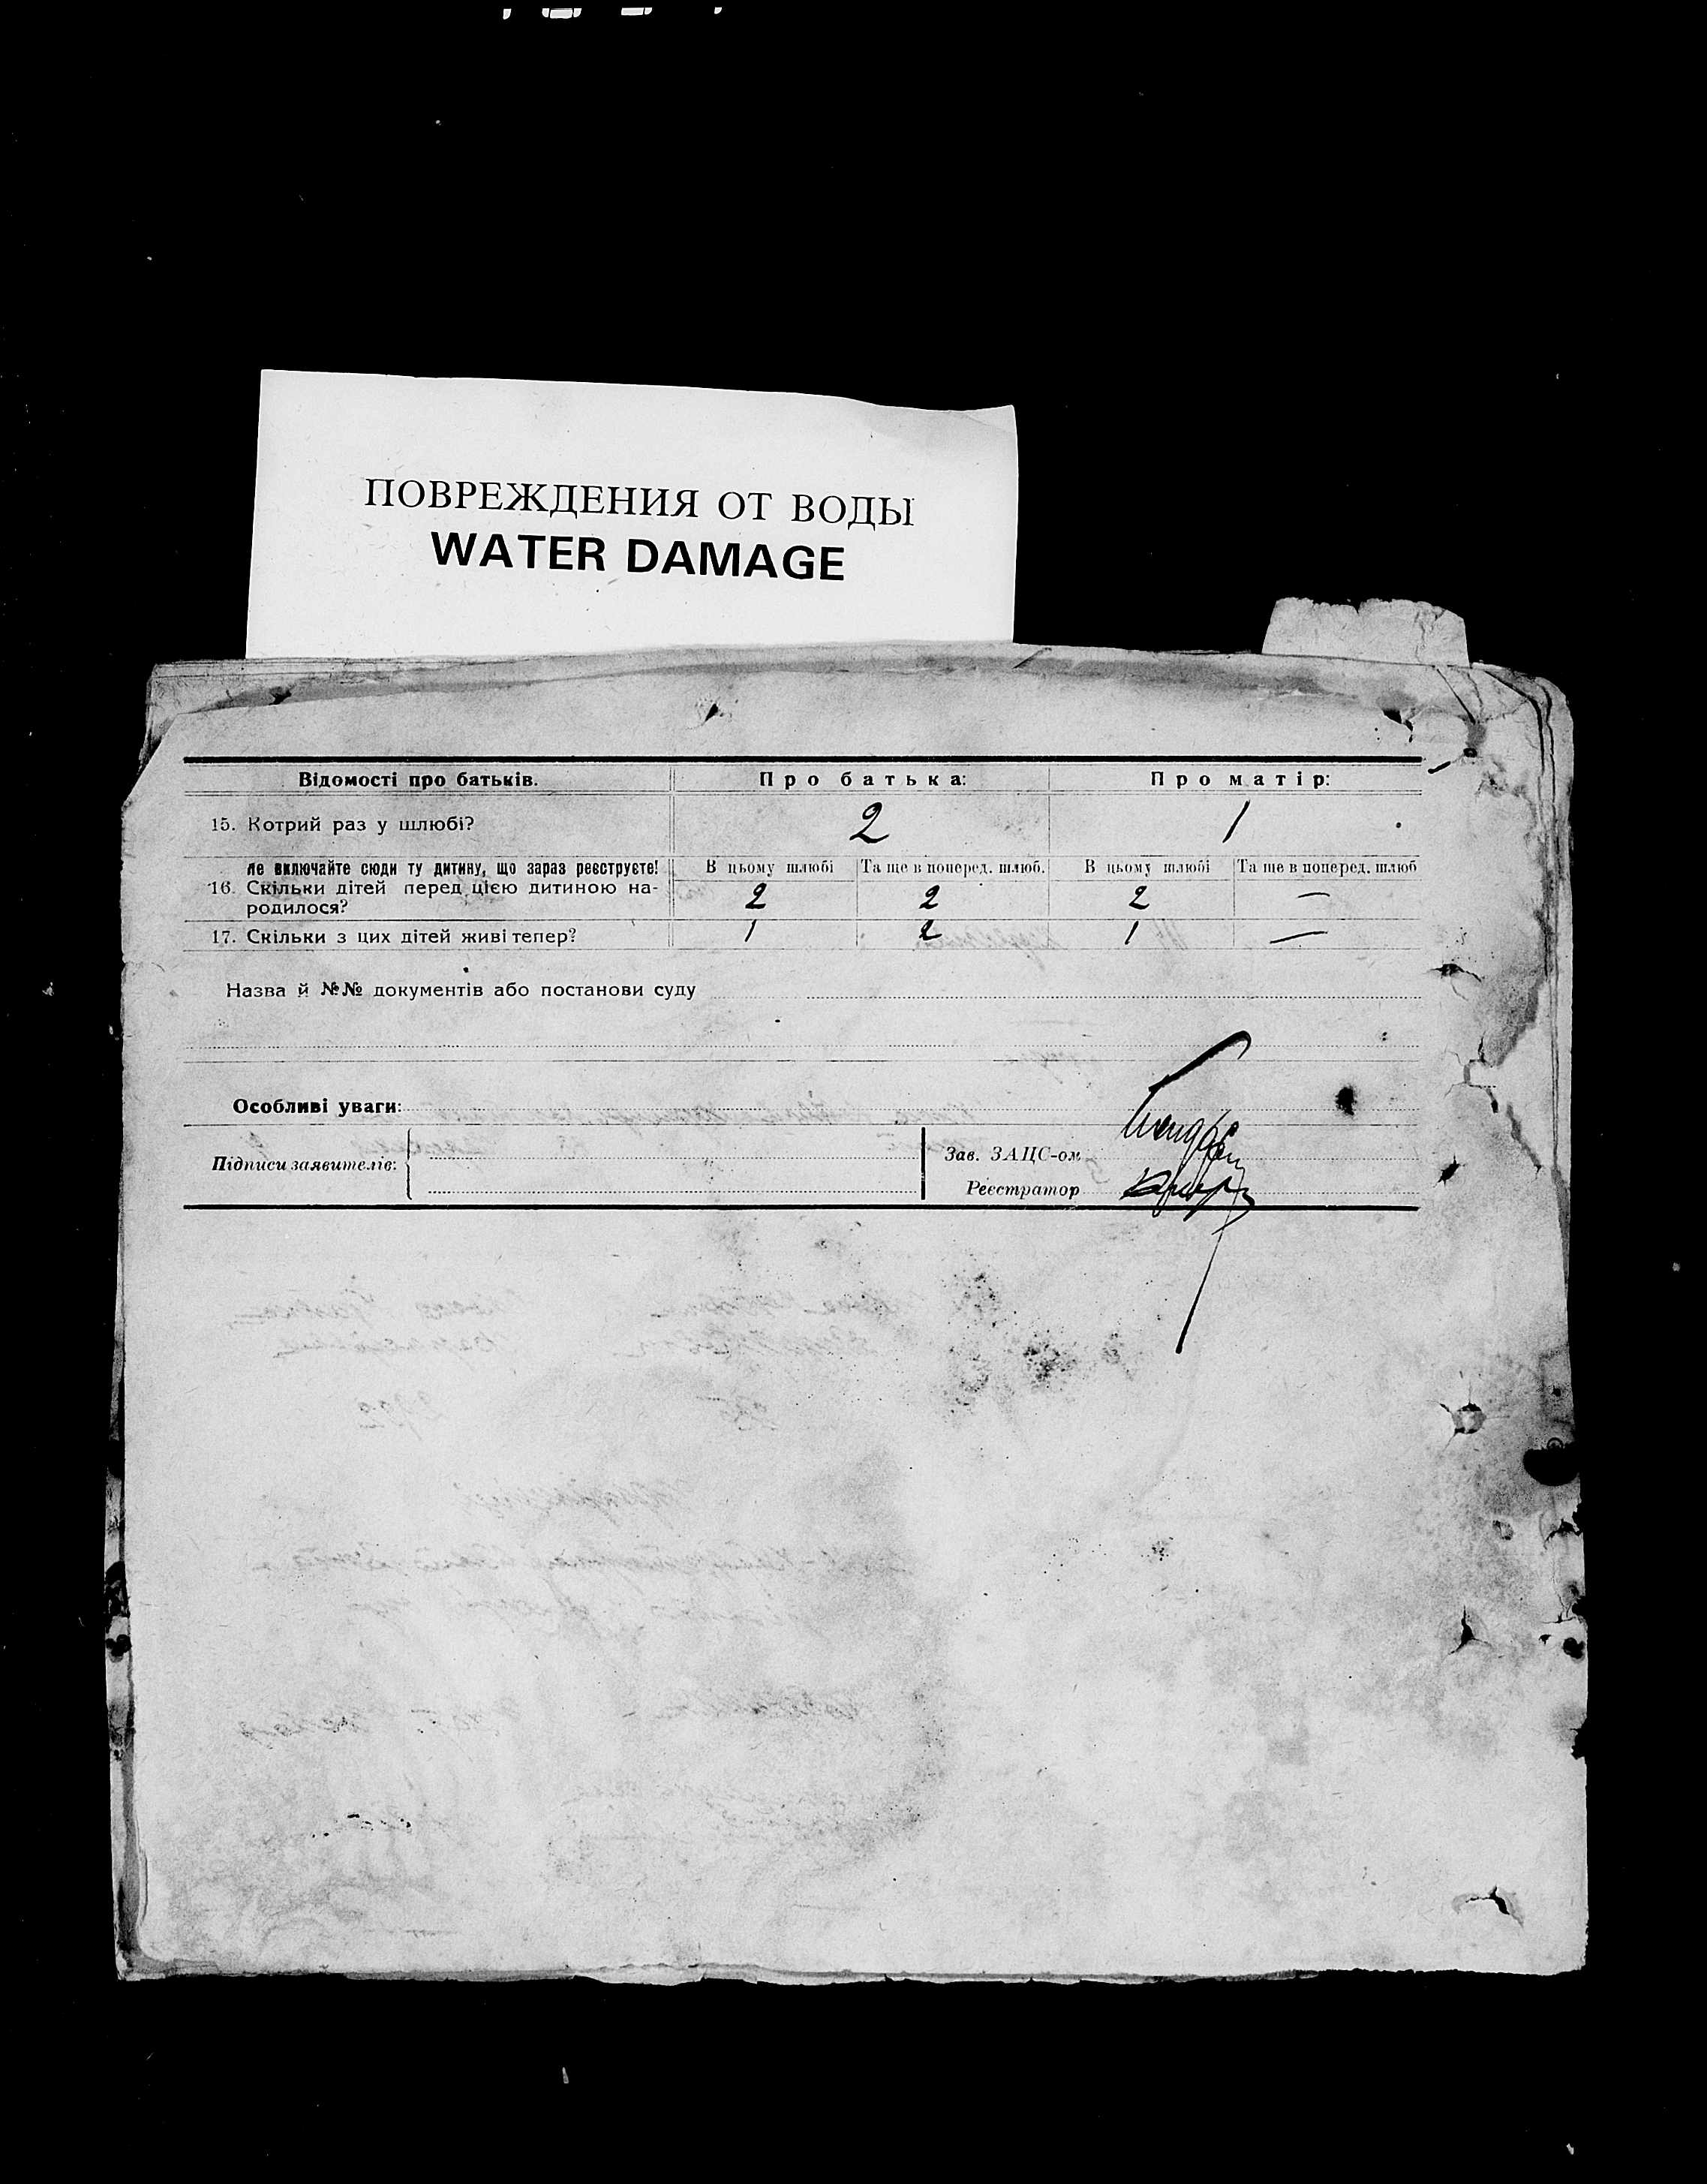 ПОВРЕЖДЕНИЯ ОТ ВОДЫ
WATER DAMAGE
Відомості про батьків. Про батька: Про матір:
15. Котрий раз у шлюбі? 2 1
Не включайте сюди ту дитину, що зараз реєструєте! В цьому шлюбі Та ще в поперед. шлюб. В цьому шлюбі Та ще в поперед. шлюб
16. Скільки дітей перед цією дитиною на- 2 2 2 —
родилося?
17. Скільки з цих дітей живі тепер? 1 2 1 —
Назва й №№ документів або постанови суду
Особливі уваги:
Підписи заявителів: Зав. ЗАЦС-ом
Реєстратор